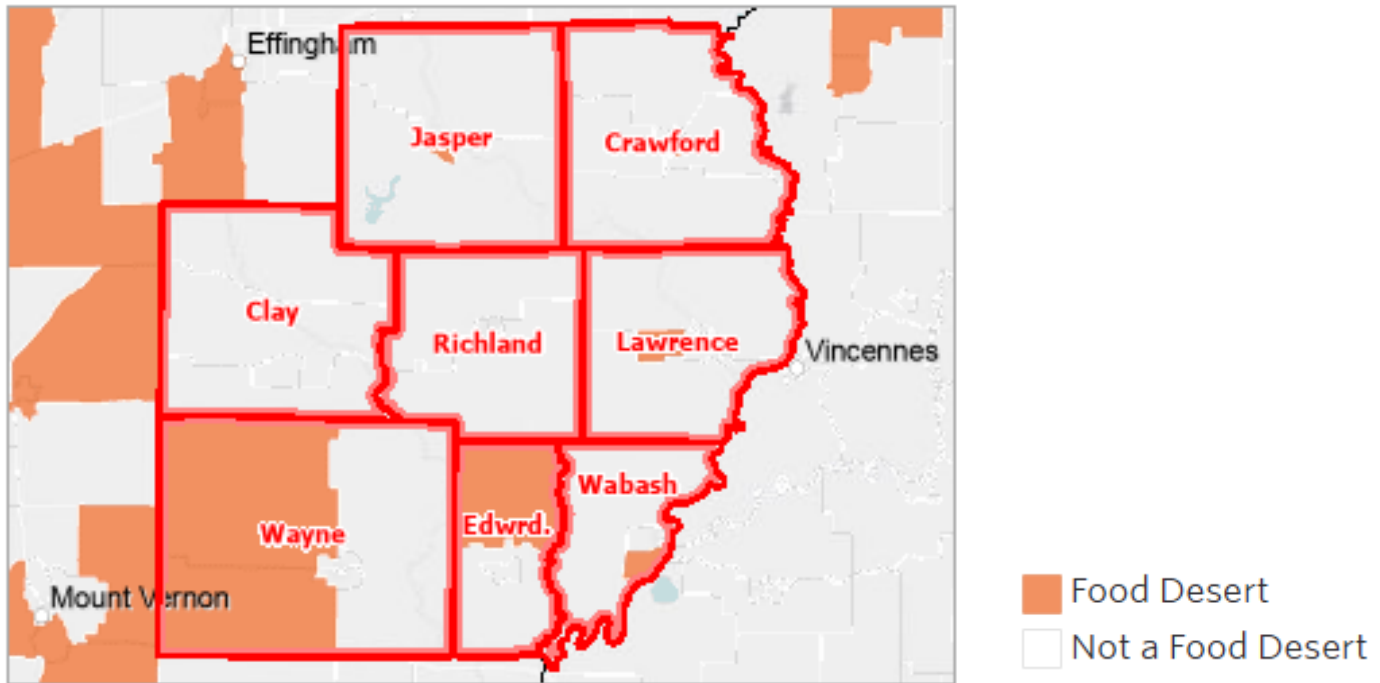 Effingham
Jasper
Crawford
Clay
Richland
Lawrence
Vincennes
Wabash
Edwrd.
Wayne
Mount Vernon
Food Desert
Not a Food Desert